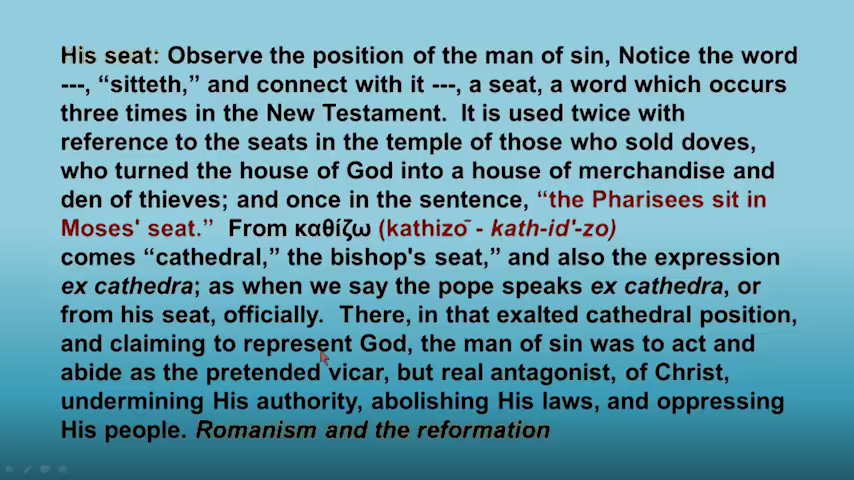 His seat: Observe the position of the man of sin, Notice the word
---, “sitteth,” and connect with it ---, a seat, a word which occurs
three times in the New Testament. It is used twice with
reference to the seats in the temple of those who sold doves,
who turned the house of God into a house of merchandise and
den of thieves; and once in the sentence, “the Pharisees sit in
Moses' seat.” From καθίζω (kathizō - kath-id'-zo)
comes “cathedral,” the bishop's seat,” and also the expression
ex cathedra; as when we say the pope speaks ex cathedra, or
from his seat, officially. There, in that exalted cathedral position,
and claiming to represent God, the man of sin was to act and
abide as the pretended vicar, but real antagonist, of Christ,
undermining His authority, abolishing His laws, and oppressing
His people. Romanism and the reformation